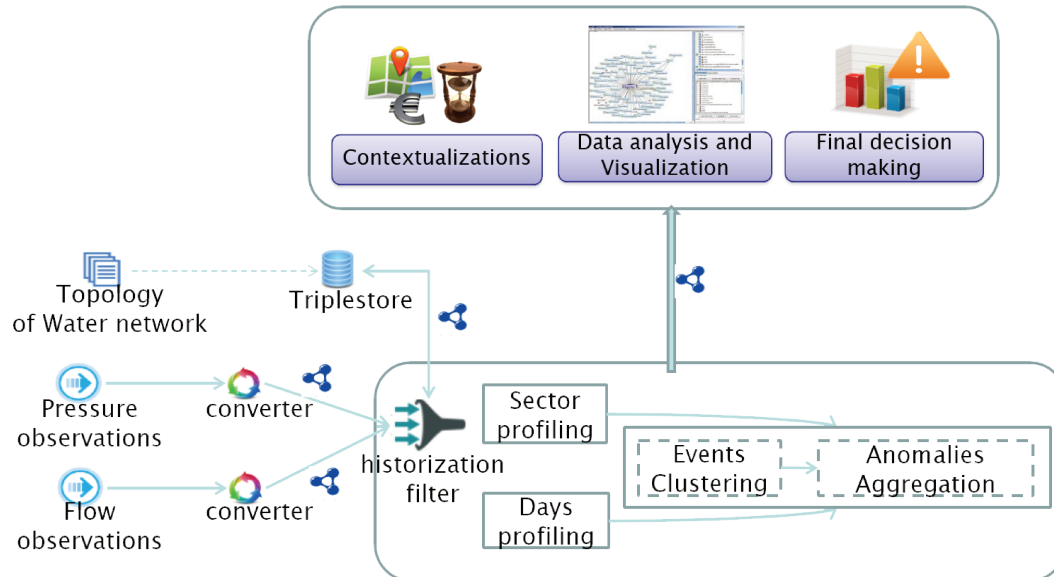 Contextualizations
Data analysis and
Visualization
Final decision
making
Topology
of Water network
Triplestore
Pressure
observations
converter
Flow
observations
converter
historization
filter
Sector
profiling
Days
profiling
Events
Clustering
Anomalies
Aggregation